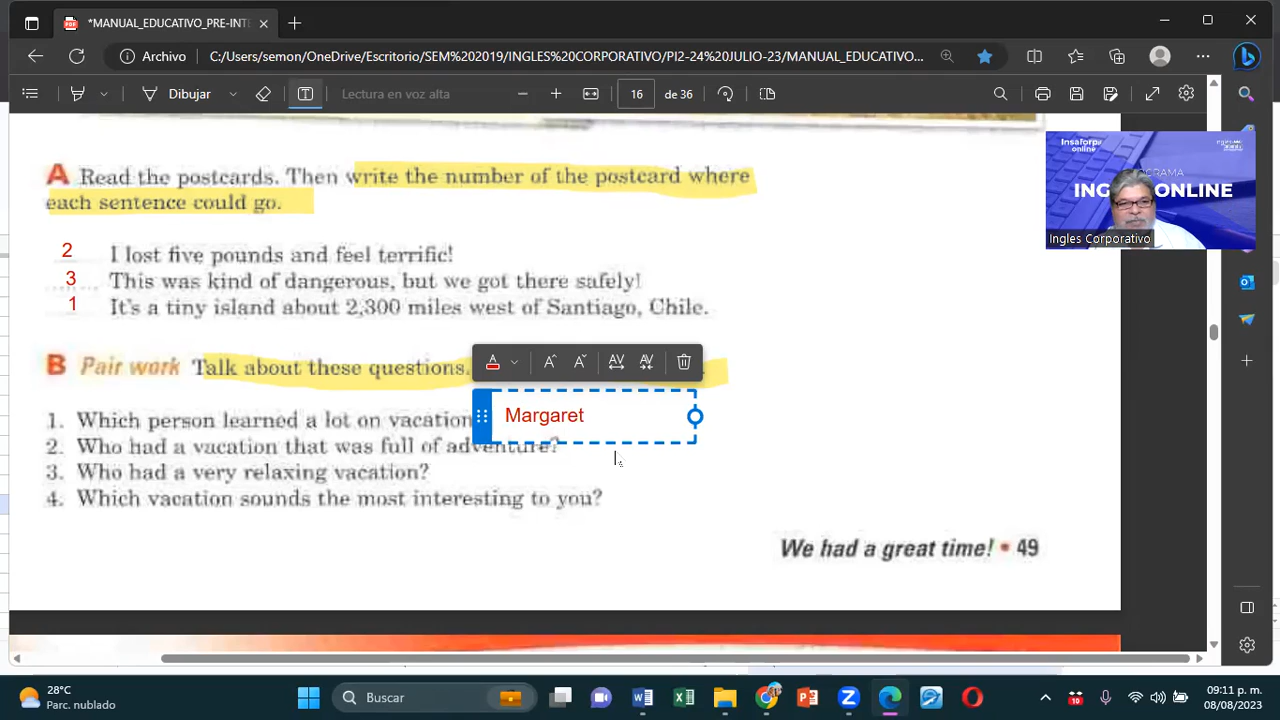 *MANUAL_EDUCATIVO_PRE-INT
Archivo
C:/Users/semon/OneDrive/Escritorio/SEM%202019/INGLES%20CORPORATIVO/PI2-24%20JULIO-23/MANUAL_EDUCATIVO...
Dibujar
Lectura en voz alta
16
de 36
A Read the postcards. Then write the number of the postcard where
each sentence could go.
2 I lost five pounds and feel terrific!
3 This was kind of dangerous, but we got there safely!
1 It's a tiny island about 2,300 miles west of Santiago, Chile.
B Pair work Talk about these questions.
1. Which person learned a lot on vacation
Margaret
2. Who had a vacation that was full of adventure?
3. Who had a very relaxing vacation?
4. Which vacation sounds the most interesting to you?
We had a great time! • 49
Insaforp
online
INGLES ONLINE
Ingles Corporativo
28°C
Parc. nublado
Buscar
10
09:11 p. m.
08/08/2023